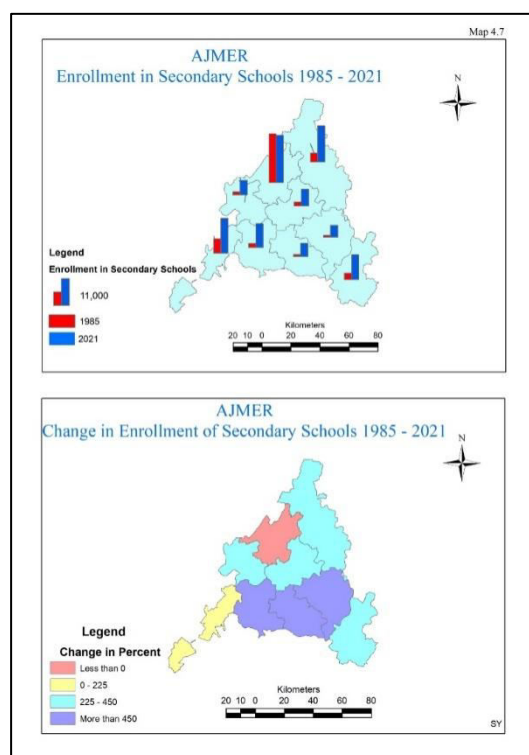 Map 4.7
AJMER
Enrollment in Secondary Schools 1985 - 2021
N
Legend
Enrollment in Secondary Schools
11,000
1985
2021
Kilometers
20 10 0 20 40 60 80
AJMER
Change in Enrollment of Secondary Schools 1985 - 2021
N
Legend
Change in Percent
Less than 0
0 - 225
225 - 450
More than 450
Kilometers
20 10 0 20 40 60 80
SY